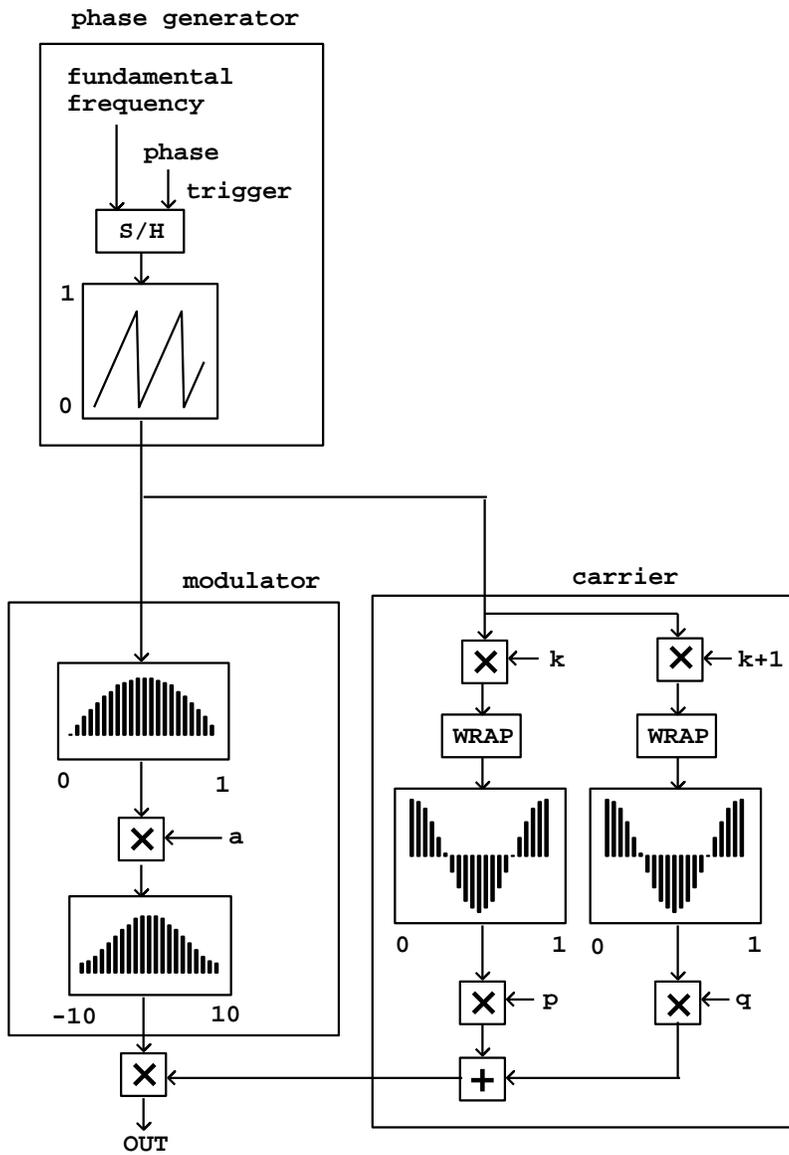 phase generator
fundamental
frequency
phase
trigger
S/H
1
0
modulator
carrier
k
k+1
WRAP
WRAP
0
1
a
0
1
0
1
p
q
-10
10
+
OUT